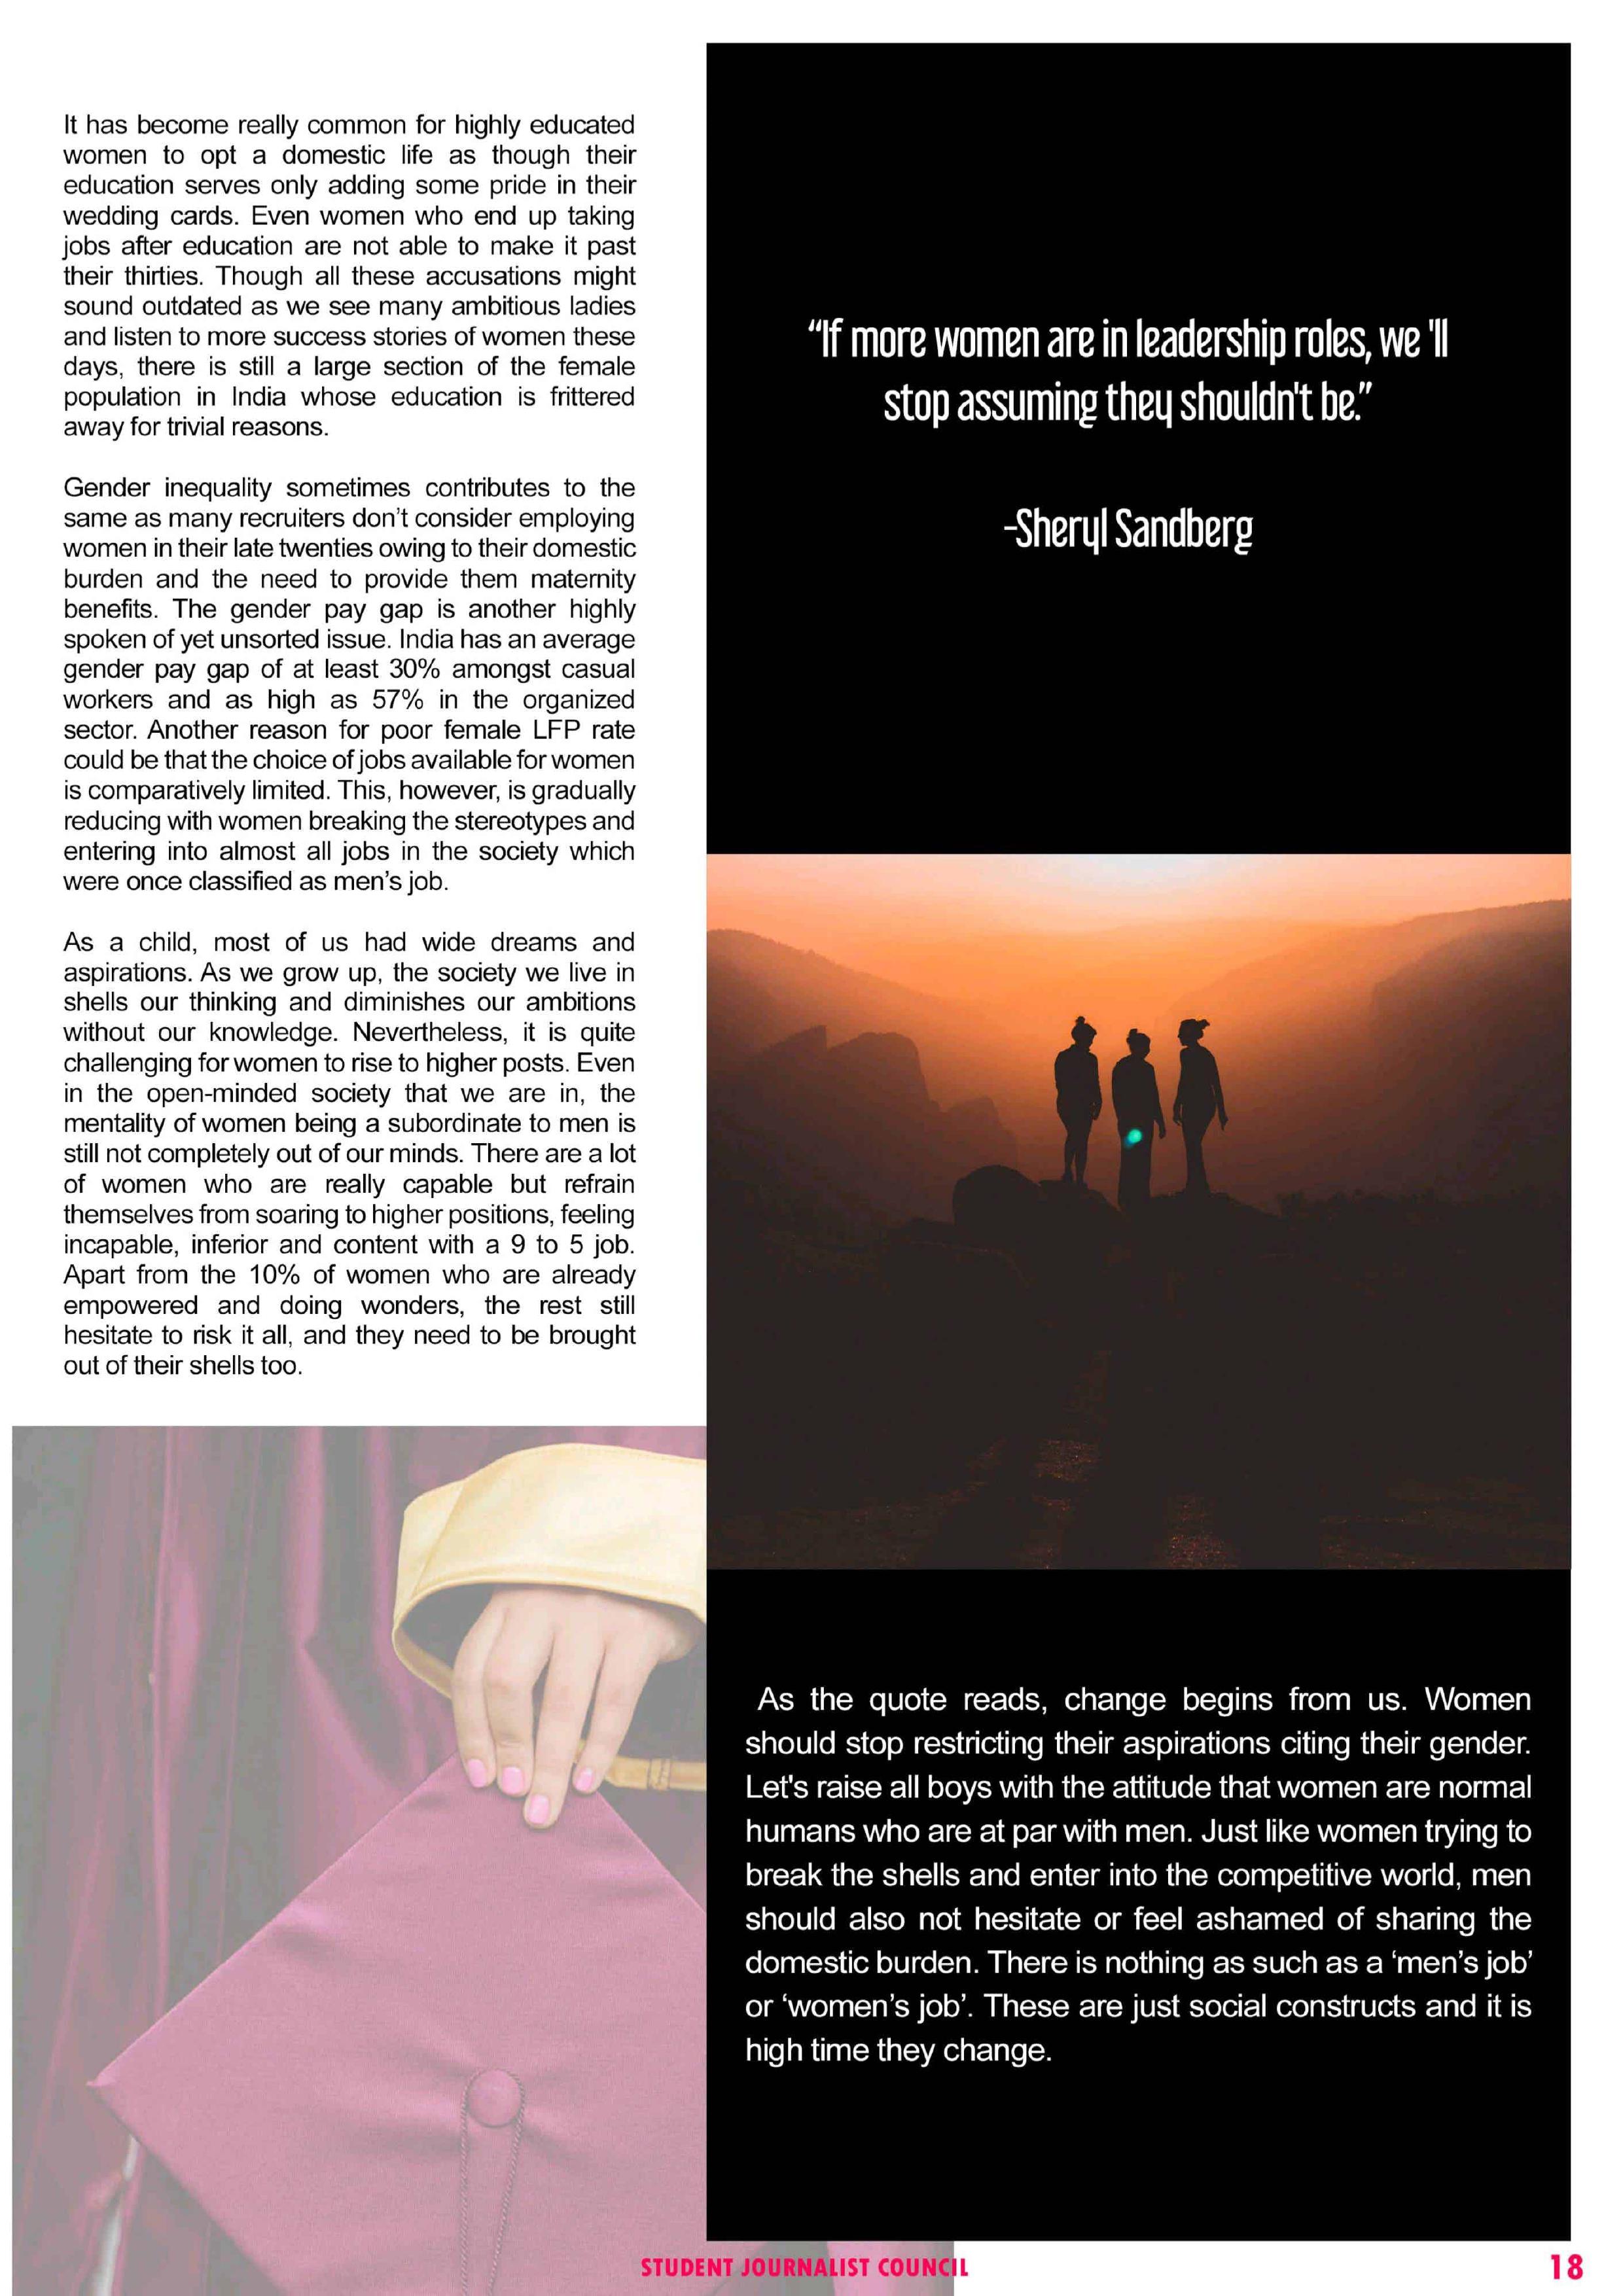 It has become really common for highly educated
women to opt a domestic life as though their
education serves only adding some pride in their
wedding cards. Even women who end up taking
jobs after education are not able to make it past
their thirties. Though all these accusations might
sound outdated as we see many ambitious ladies
and listen to more success stories of women these
days, there is still a large section of the female
population in India whose education is frittered
away for trivial reasons.
Gender inequality sometimes contributes to the
same as many recruiters don’t consider employing
women in their late twenties owing to their domestic
burden and the need to provide them maternity
benefits. The gender pay gap is another highly
spoken of yet unsorted issue. India has an average
gender pay gap of at least 30% amongst casual
workers and as high as 57% in the organized
sector. Another reason for poor female LFP rate
could be that the choice of jobs available for women
is comparatively limited. This, however, is gradually
reducing with women breaking the stereotypes and
entering into almost all jobs in the society which
were once classified as men’s job.
As a child, most of us had wide dreams and
aspirations. As we grow up, the society we live in
shells our thinking and diminishes our ambitions
without our knowledge. Nevertheless, it is quite
challenging for women to rise to higher posts. Even
in the open-minded society that we are in, the
mentality of women being a subordinate to men is
still not completely out of our minds. There are a lot
of women who are really capable but refrain
themselves from soaring to higher positions, feeling
incapable, inferior and content with a 9 to 5 job.
Apart from the 10% of women who are already
empowered and doing wonders, the rest still
hesitate to risk it all, and they need to be brought
out of their shells too.
“If more women are in leadership roles, we 'll
stop assuming they shouldn't be.”
-Sheryl Sandberg
As the quote reads, change begins from us. Women
should stop restricting their aspirations citing their gender.
Let's raise all boys with the attitude that women are normal
humans who are at par with men. Just like women trying to
break the shells and enter into the competitive world, men
should also not hesitate or feel ashamed of sharing the
domestic burden. There is nothing as such as a ‘men’s job’
or ‘women’s job’. These are just social constructs and it is
high time they change.
STUDENT JOURNALIST COUNCIL
18